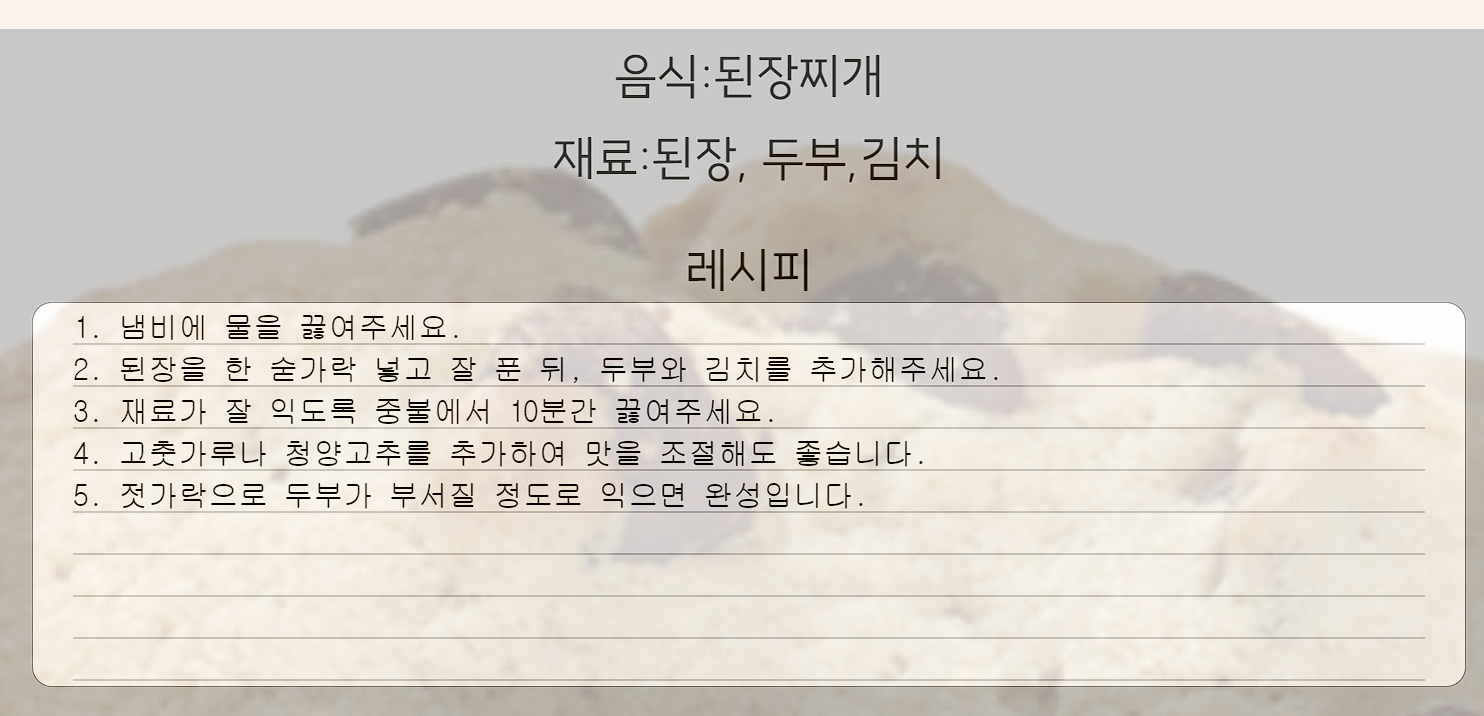 음식:된장찌개
재료:된장, 두부,김치
레시피
1. 냄비에 물을 끓여주세요.
2. 된장을 한 숟가락 넣고 잘 푼 뒤, 두부와 김치를 추가해주세요.
3. 재료가 잘 익도록 중불에서 10분간 끓여주세요.
4. 고춧가루나 청양고추를 추가하여 맛을 조절해도 좋습니다.
5. 젓가락으로 두부가 부서질 정도로 익으면 완성입니다.